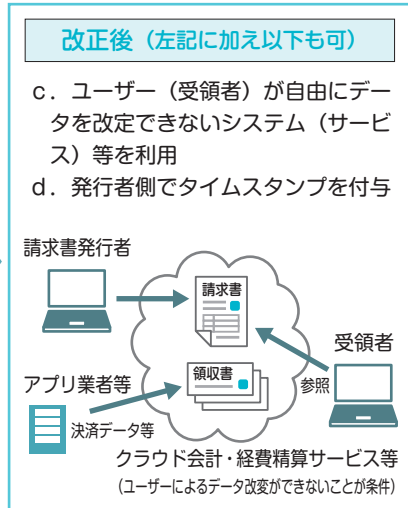 改正後（左記に加え以下も可）
c．ユーザー（受領者）が自由にデー
タを改定できないシステム（サービ
ス）等を利用
d．発行者側でタイムスタンプを付与
請求書発行者
請求書
受領者
領収書
参照
アプリ業者等
決済データ等
クラウド会計・経費精算サービス等
（ユーザーによるデータ改変ができないことが条件）